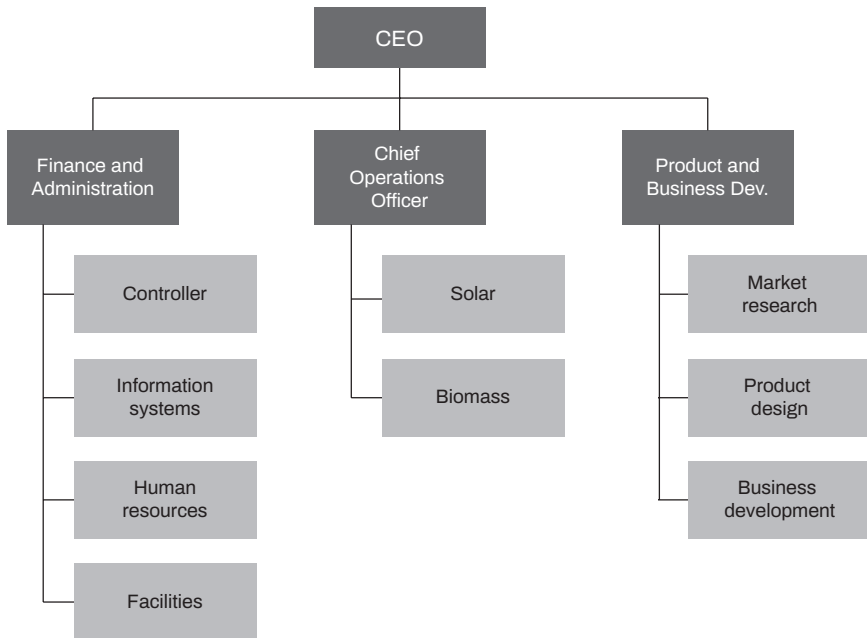 CEO
Finance and
Administration
Chief
Operations
Officer
Product and
Business Dev.
Controller
Information
systems
Human
resources
Facilities
Solar
Biomass
Market
research
Product
design
Business
development